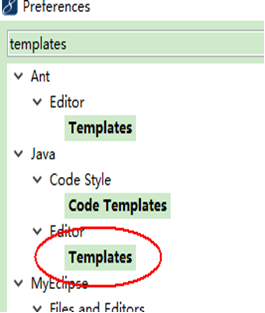 Preferences
templates
Ant
Editor
Templates
Java
Code Style
Code Templates
Editor
Templates
MyEclipse
Files and Editors